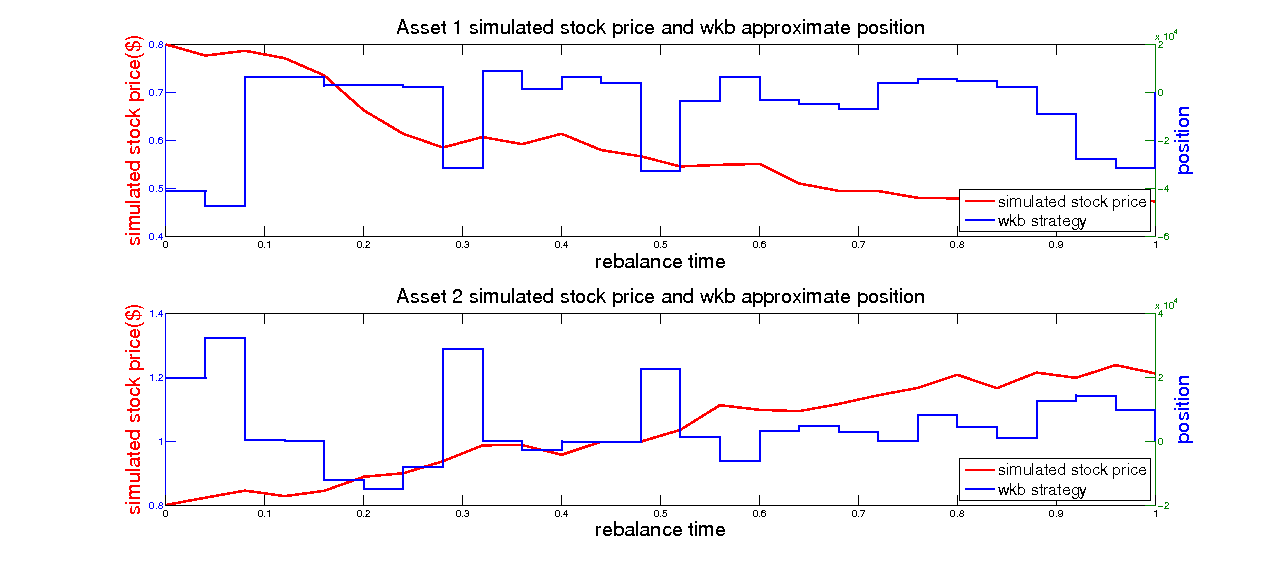 Asset 1 simulated stock price and wkb approximate position
x 10^4
simulated stock price($)
0.8
0.7
0.6
0.5
0.4
2
0
-2
-4
-6
position
simulated stock price
wkb strategy
0 0.1 0.2 0.3 0.4 0.5 0.6 0.7 0.8 0.9 1
rebalance time
Asset 2 simulated stock price and wkb approximate position
x 10^4
simulated stock price($)
1.4
1.2
1
0.8
4
2
0
-2
position
simulated stock price
wkb strategy
0 0.1 0.2 0.3 0.4 0.5 0.6 0.7 0.8 0.9 1
rebalance time